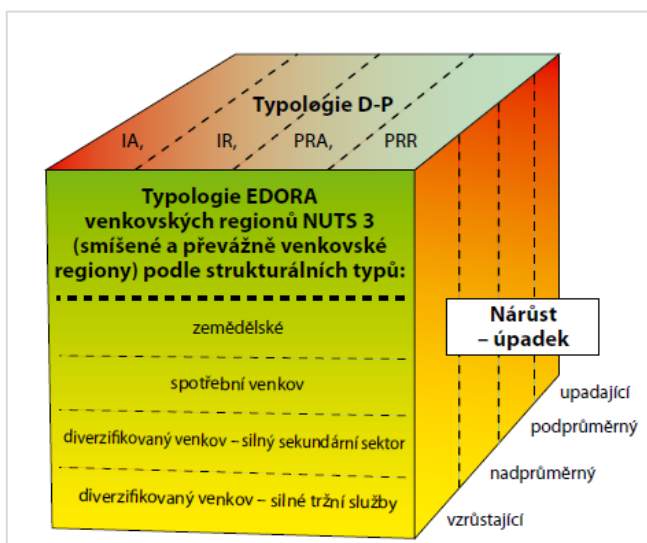 Typologie D-P
IA, IR, PRA, PRR
Typologie EDORA
venkovských regionů NUTS 3
(smíšené a převážně venkovské
regiony) podle strukturálních typů:
zemědělské
spotřební venkov
diverzifikovaný venkov – silný sekundární sektor
diverzifikovaný venkov – silné tržní služby
Nárůst
– úpadek
upadající
podprůměrný
nadprůměrný
vzrůstající